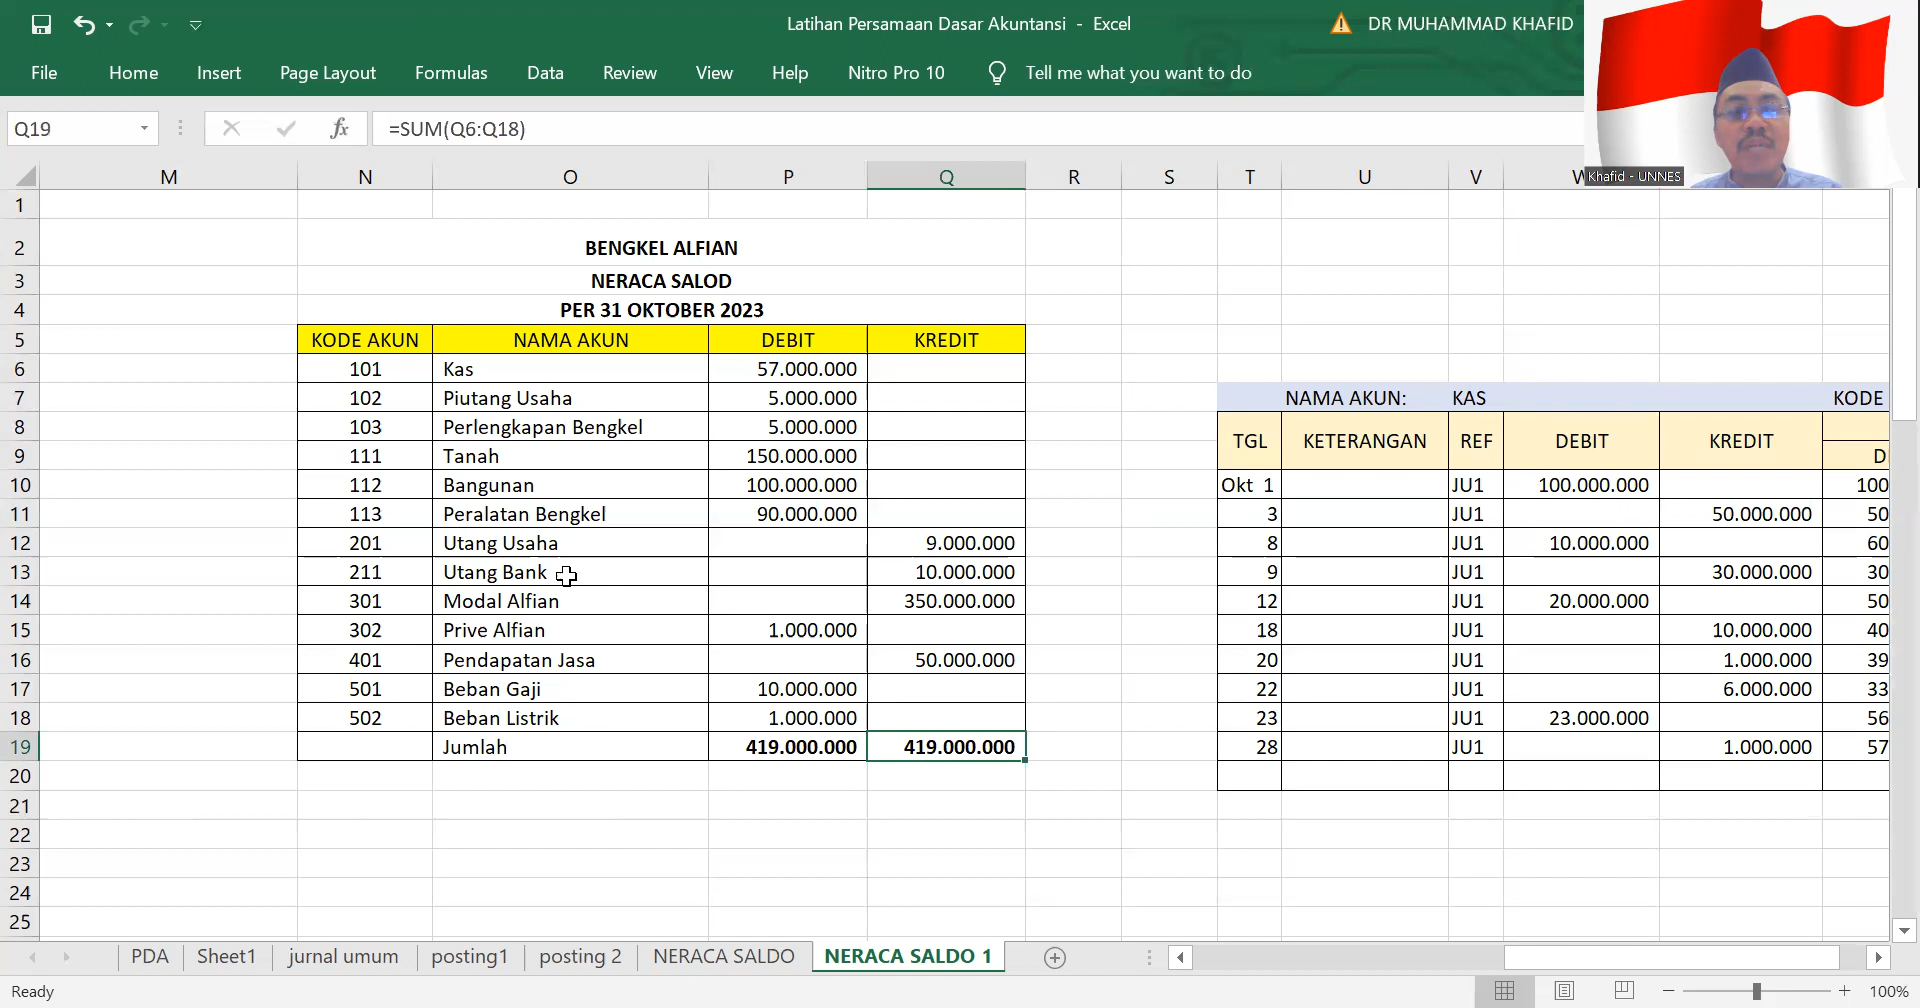 Latihan Persamaan Dasar Akuntansi - Excel
DR MUHAMMAD KHAFID
File Home Insert Page Layout Formulas Data Review View Help Nitro Pro 10 Tell me what you want to do
Q19 fx =SUM(Q6:Q18)
Khafid - UNNES
M N O P Q R S T U V W
1
2 BENGKEL ALFIAN
3 NERACA SALOD
4 PER 31 OKTOBER 2023
5 KODE AKUN NAMA AKUN DEBIT KREDIT
6 101 Kas 57.000.000
7 102 Piutang Usaha 5.000.000 NAMA AKUN: KAS KODE
8 103 Perlengkapan Bengkel 5.000.000 TGL KETERANGAN REF DEBIT KREDIT
9 111 Tanah 150.000.000 D
10 112 Bangunan 100.000.000 Okt 1 JU1 100.000.000 100
11 113 Peralatan Bengkel 90.000.000 3 JU1 50.000.000 50
12 201 Utang Usaha 9.000.000 8 JU1 10.000.000 60
13 211 Utang Bank 10.000.000 9 JU1 30.000.000 30
14 301 Modal Alfian 350.000.000 12 JU1 20.000.000 50
15 302 Prive Alfian 1.000.000 18 JU1 10.000.000 40
16 401 Pendapatan Jasa 50.000.000 20 JU1 1.000.000 39
17 501 Beban Gaji 10.000.000 22 JU1 6.000.000 33
18 502 Beban Listrik 1.000.000 23 JU1 23.000.000 56
19 Jumlah 419.000.000 419.000.000 28 JU1 1.000.000 57
20
21
22
23
24
25
PDA Sheet1 jurnal umum posting1 posting 2 NERACA SALDO NERACA SALDO 1
Ready 100%